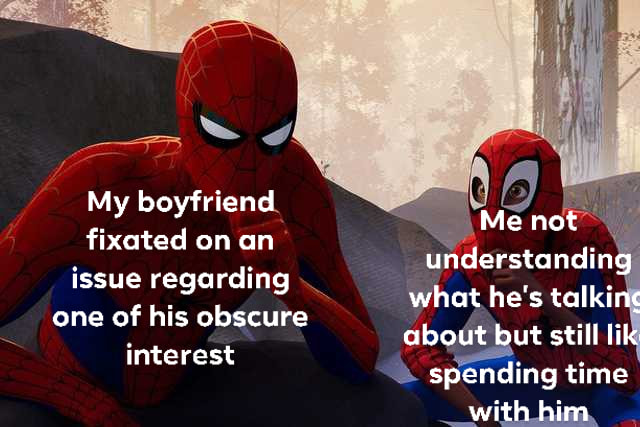 My boyfriend
fixated on an
issue regarding
one of his obscure
interest
Me not
understanding
what he's talking
about but still lik
spending time
with him